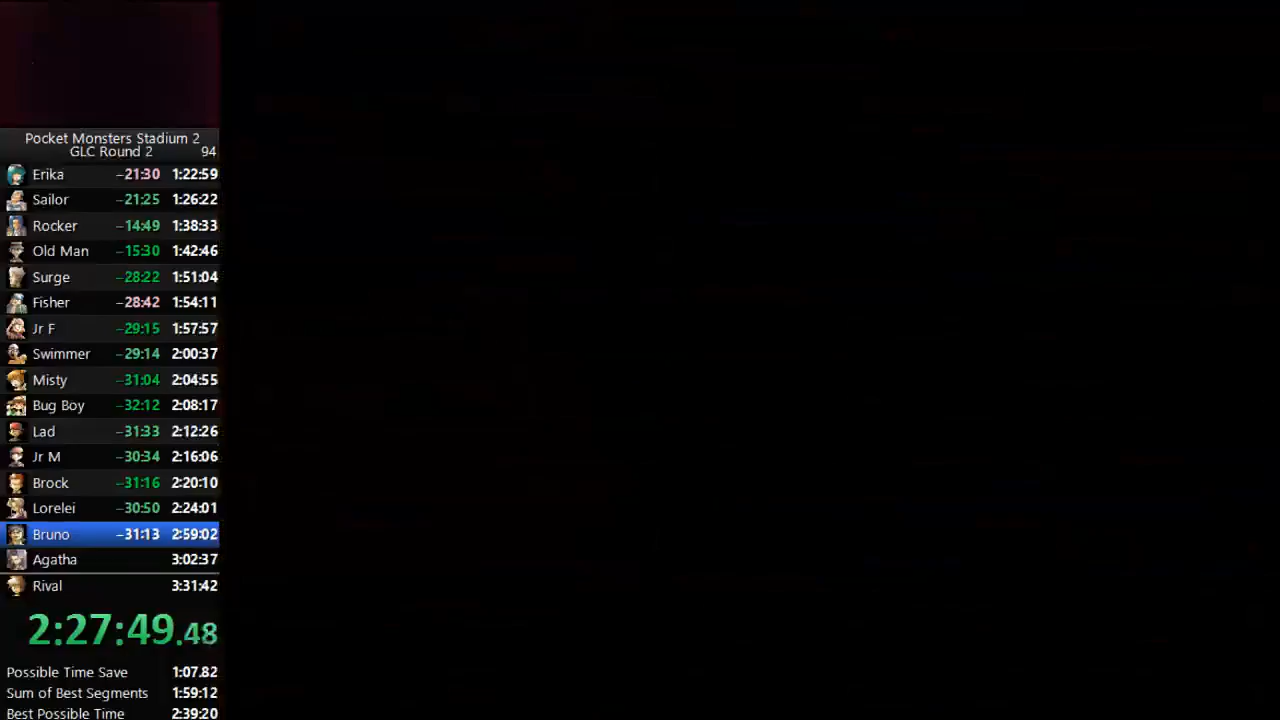 Pocket Monsters Stadium 2
GLC Round 2 94
Erika −21:30 1:22:59
Sailor −21:25 1:26:22
Rocker −14:49 1:38:33
Old Man −15:30 1:42:46
Surge −28:22 1:51:04
Fisher −28:42 1:54:11
Jr F −29:15 1:57:57
Swimmer −29:14 2:00:37
Misty −31:04 2:04:55
Bug Boy −32:12 2:08:17
Lad −31:33 2:12:26
Jr M −30:34 2:16:06
Brock −31:16 2:20:10
Lorelei −30:50 2:24:01
Bruno −31:13 2:59:02
Agatha 3:02:37
Rival 3:31:42
2:27:49.48
Possible Time Save 1:07.82
Sum of Best Segments 1:59:12
Best Possible Time 2:39:20